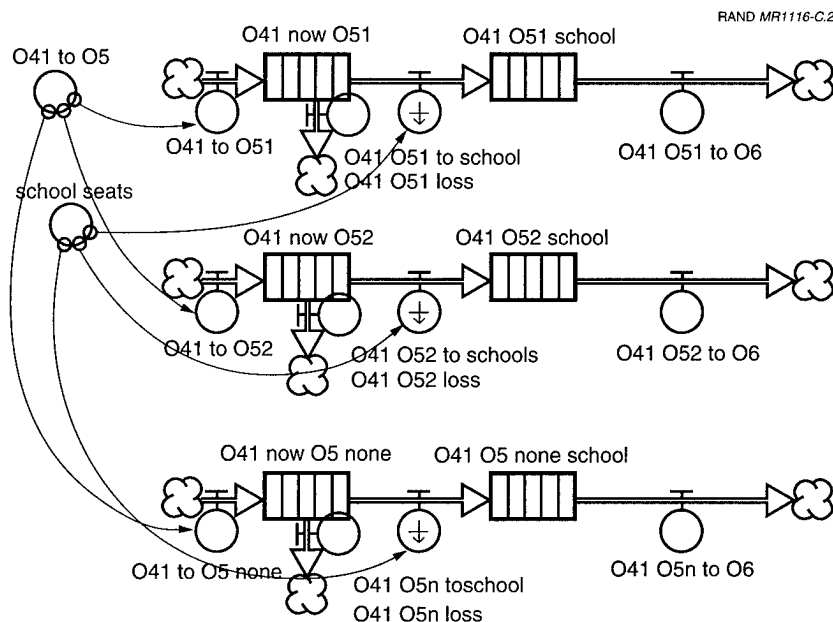 RAND MR1116-C.2
O41 to O5
O41 now O51
O41 O51 school
O41 to O51
O41 O51 to school
O41 O51 loss
O41 O51 to O6
school seats
O41 now O52
O41 O52 school
O41 to O52
O41 O52 to schools
O41 O52 loss
O41 O52 to O6
O41 now O5 none
O41 O5 none school
O41 to O5 none
O41 O5n toschool
O41 O5n loss
O41 O5n to O6